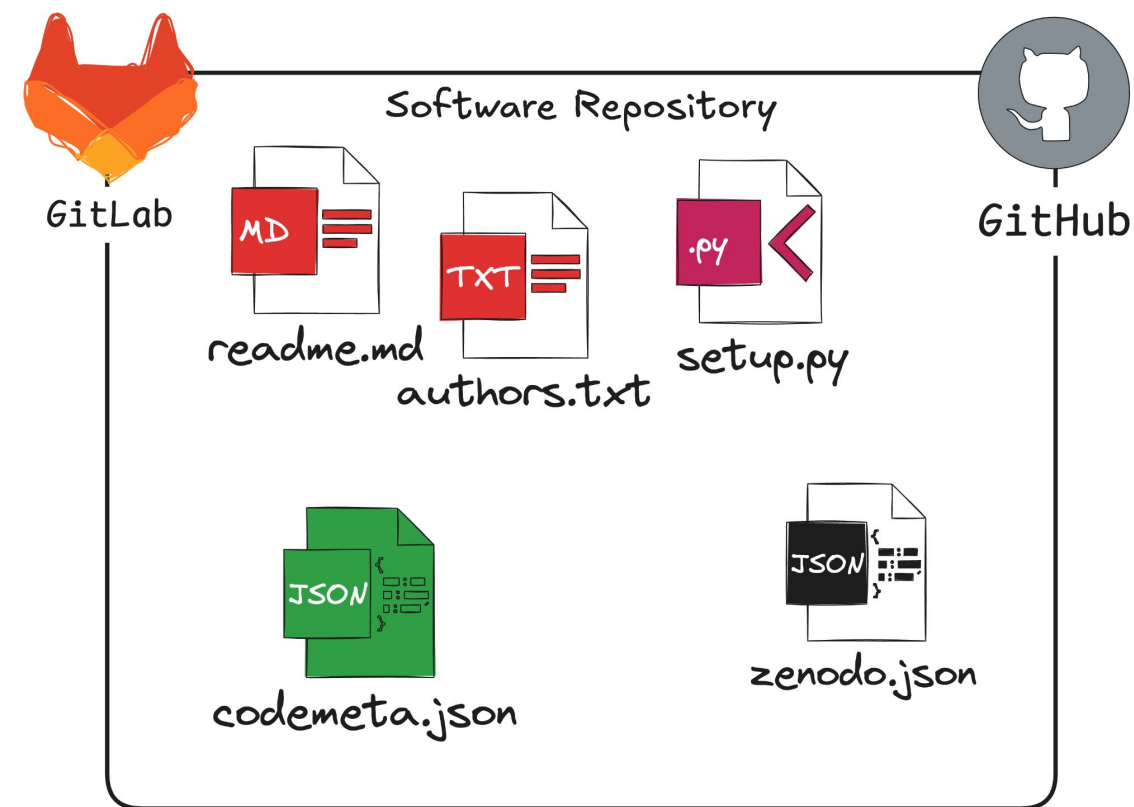 Software Repository
GitLab
GitHub
MD
TXT
.py
readme.md
authors.txt
setup.py
JSON
JSON
codemeta.json
zenodo.json